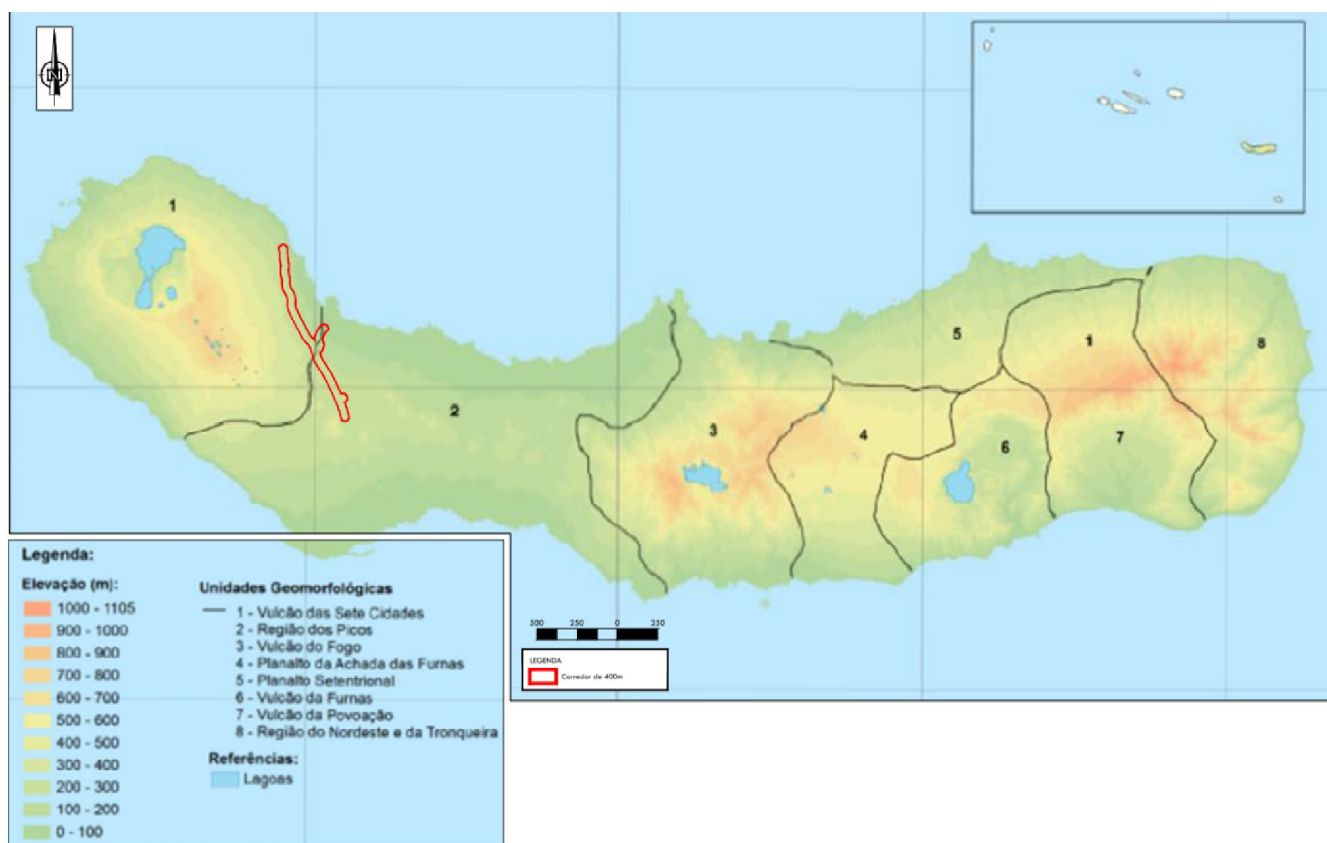 N
1
5
1
8
2
3
4
6
7
Legenda:
Elevação (m):
1000 - 1105
900 - 1000
800 - 900
700 - 800
600 - 700
500 - 600
400 - 500
300 - 400
200 - 300
100 - 200
0 - 100
Unidades Geomorfológicas
1 - Vulcão das Sete Cidades
2 - Região dos Picos
3 - Vulcão do Fogo
4 - Planalto da Achada das Furnas
5 - Planalto Setentrional
6 - Vulcão da Furnas
7 - Vulcão da Povoação
8 - Região do Nordeste e da Tronqueira
Referências:
Lagoas
500 250 0 250
LEGENDA
Corredor de 400m